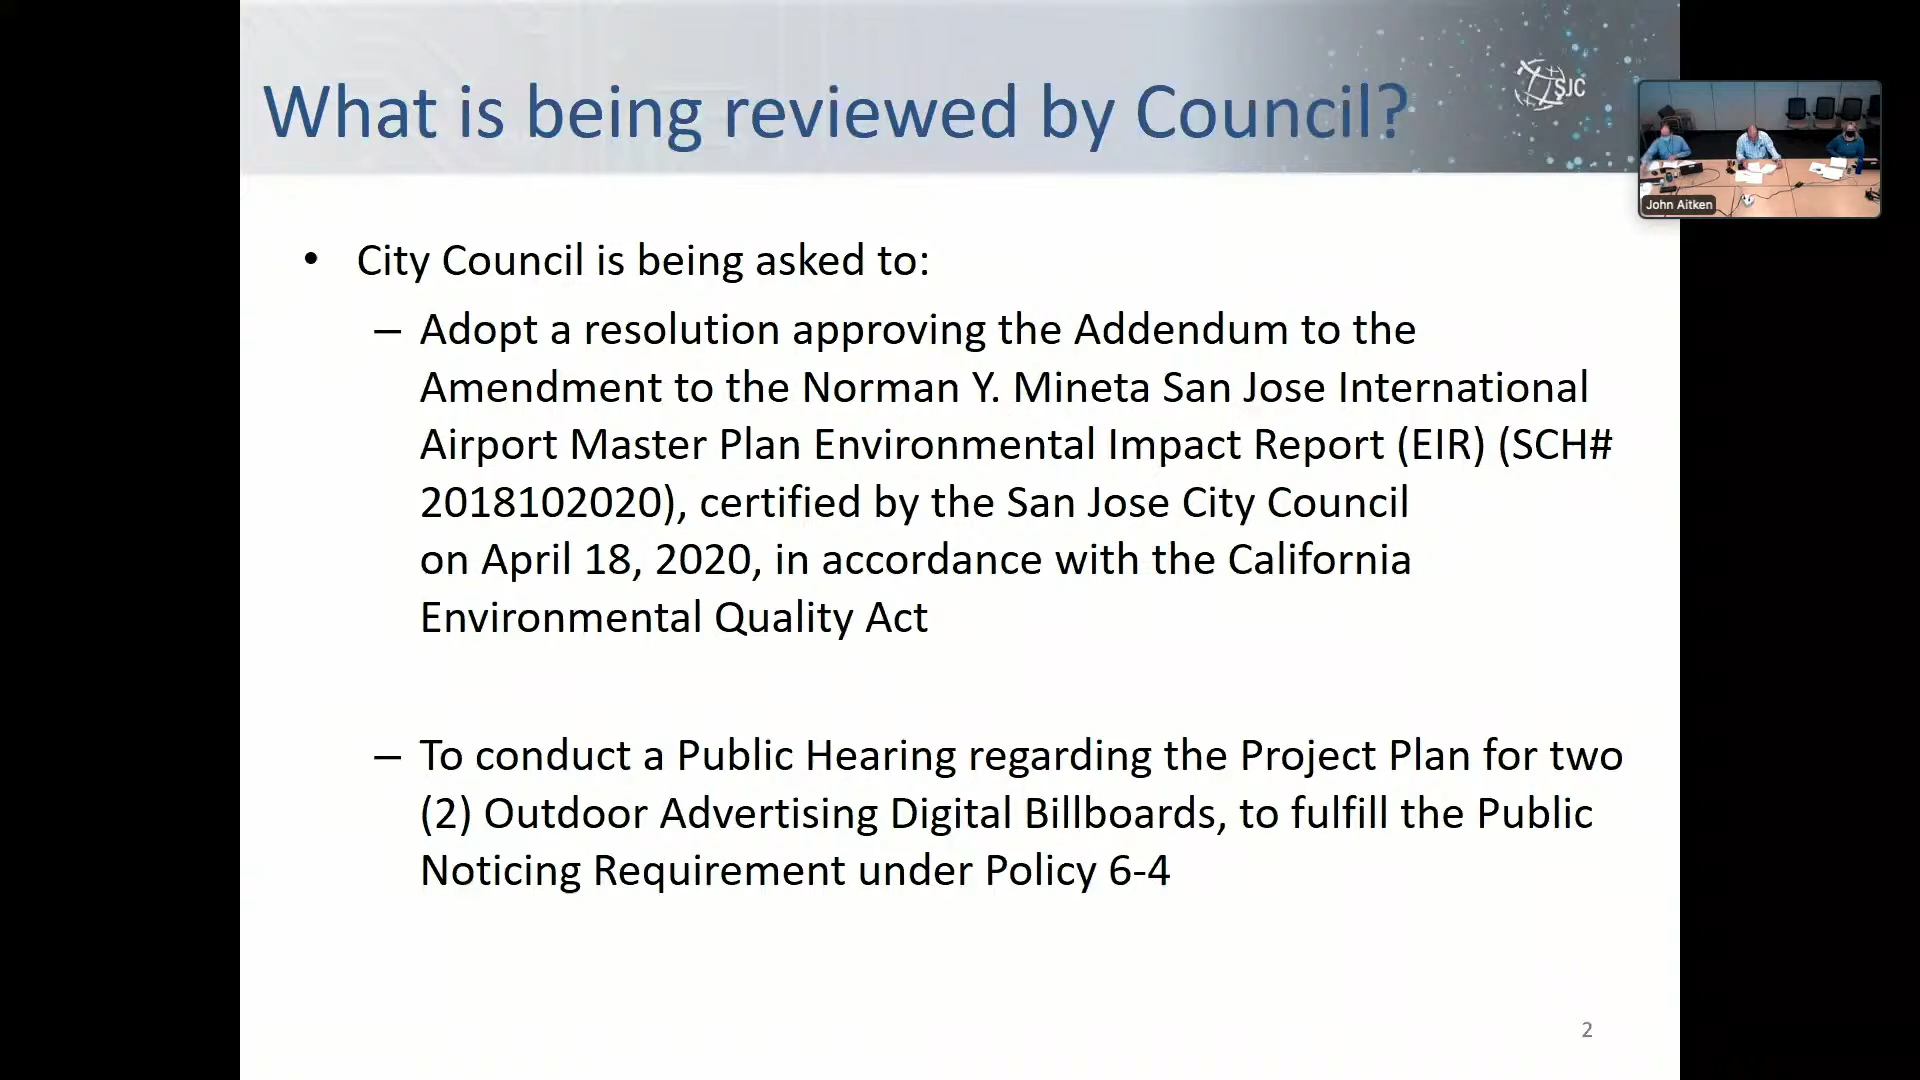 What is being reviewed by Council?
SJC
John Aitken
• City Council is being asked to:
– Adopt a resolution approving the Addendum to the
Amendment to the Norman Y. Mineta San Jose International
Airport Master Plan Environmental Impact Report (EIR) (SCH#
2018102020), certified by the San Jose City Council
on April 18, 2020, in accordance with the California
Environmental Quality Act
– To conduct a Public Hearing regarding the Project Plan for two
(2) Outdoor Advertising Digital Billboards, to fulfill the Public
Noticing Requirement under Policy 6-4
2